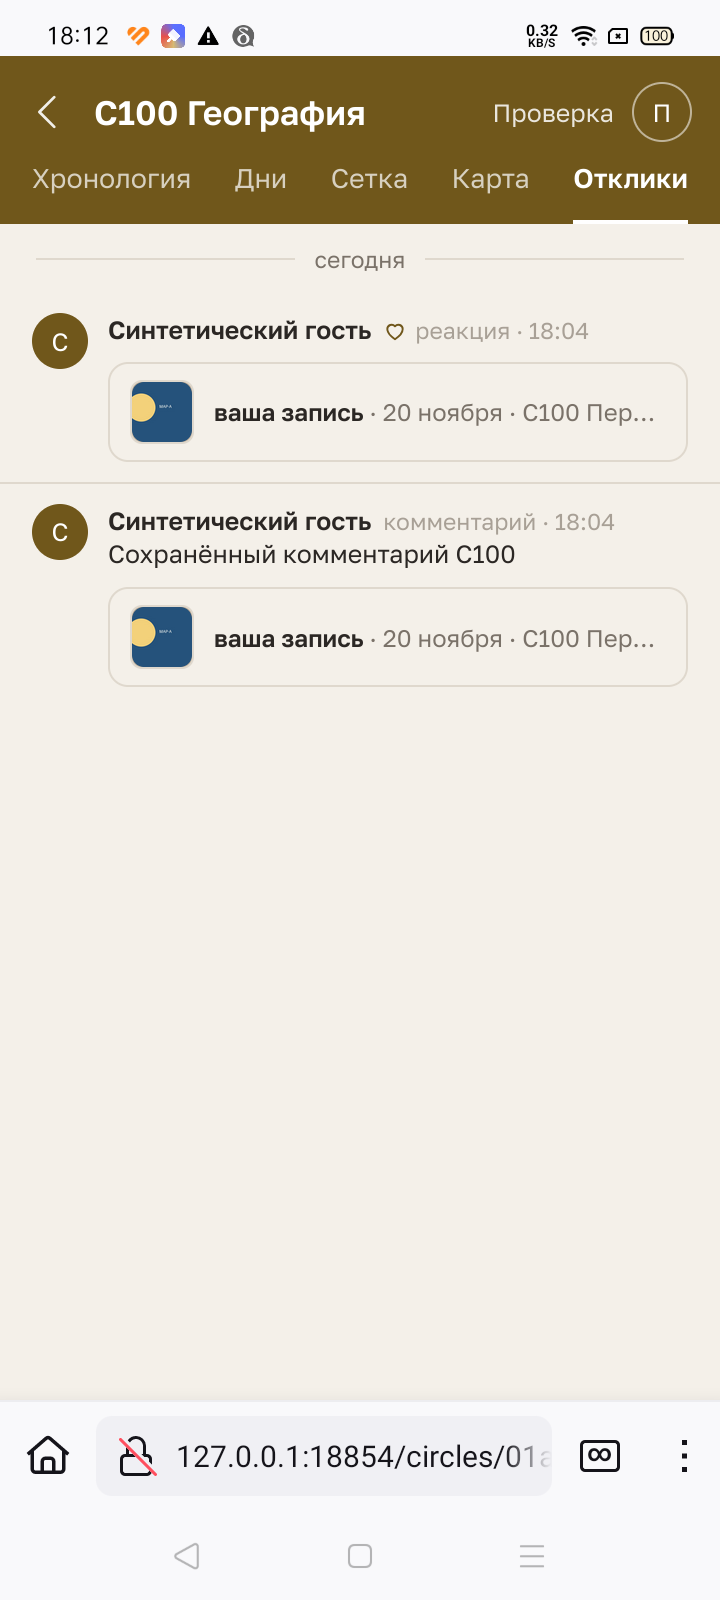 18:12
0.32
KB/S
100
С100 География
Проверка
П
Хронология
Дни
Сетка
Карта
Отклики
сегодня
С
Синтетический гость
реакция · 18:04
ваша запись · 20 ноября · С100 Пер...
С
Синтетический гость
комментарий · 18:04
Сохранённый комментарий С100
ваша запись · 20 ноября · С100 Пер...
127.0.0.1:18854/circles/01a